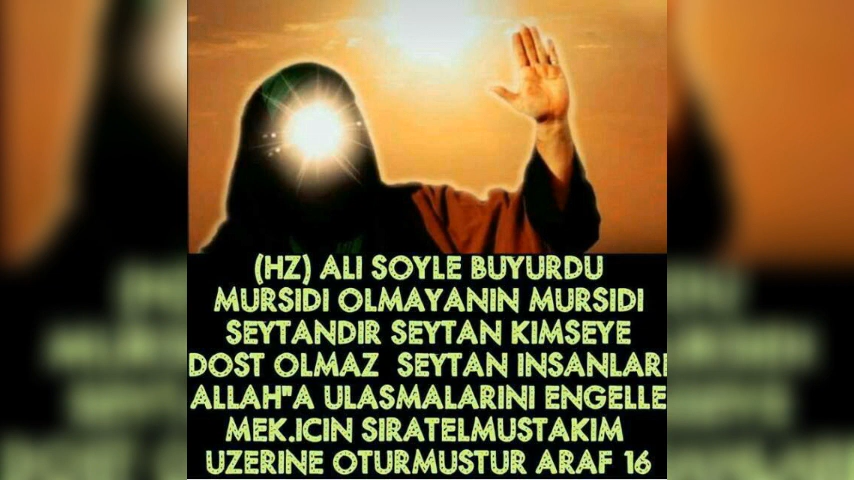 (HZ) ALI SOYLE BUYURDU
MURSIDI OLMAYANIN MURSIDI
SEYTANDIR SEYTAN KIMSEYE
DOST OLMAZ SEYTAN INSANLARI
ALLAH"A ULASMALARINI ENGELLE
MEK.ICIN SIRATELMUSTAKIM
UZERINE OTURMUSTUR ARAF 16